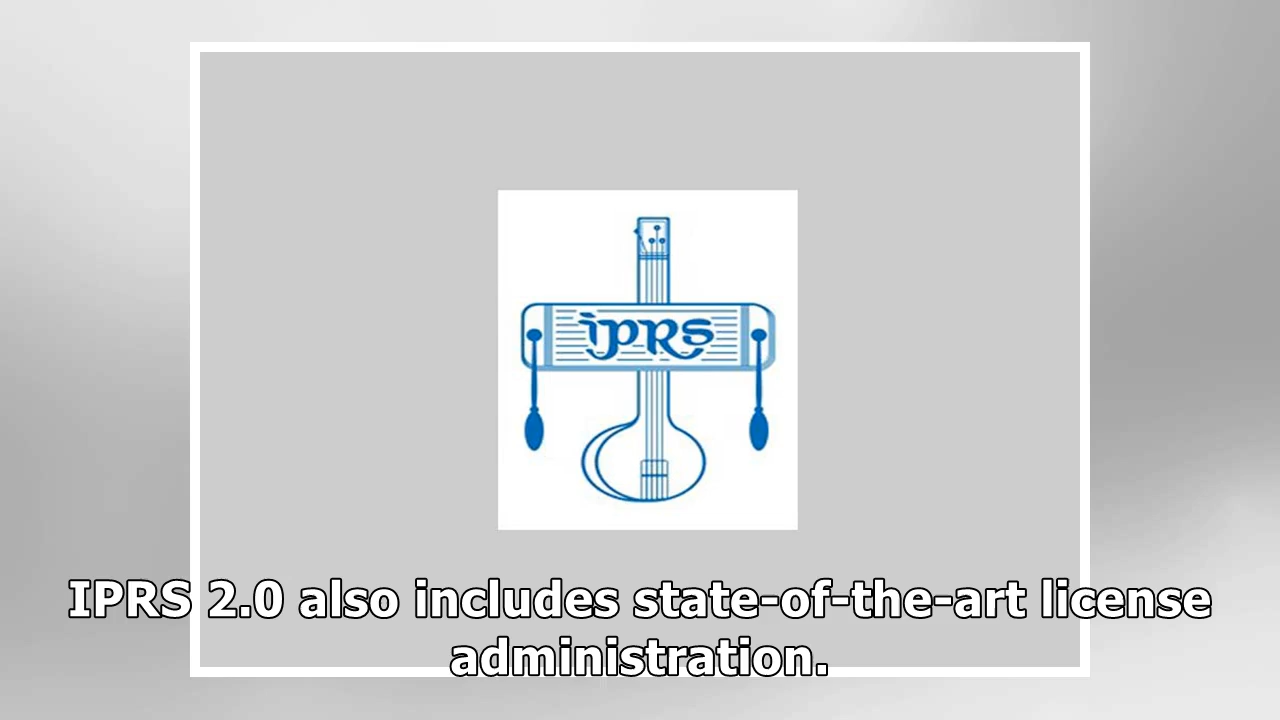 iPRS
IPRS 2.0 also includes state-of-the-art license
administration.